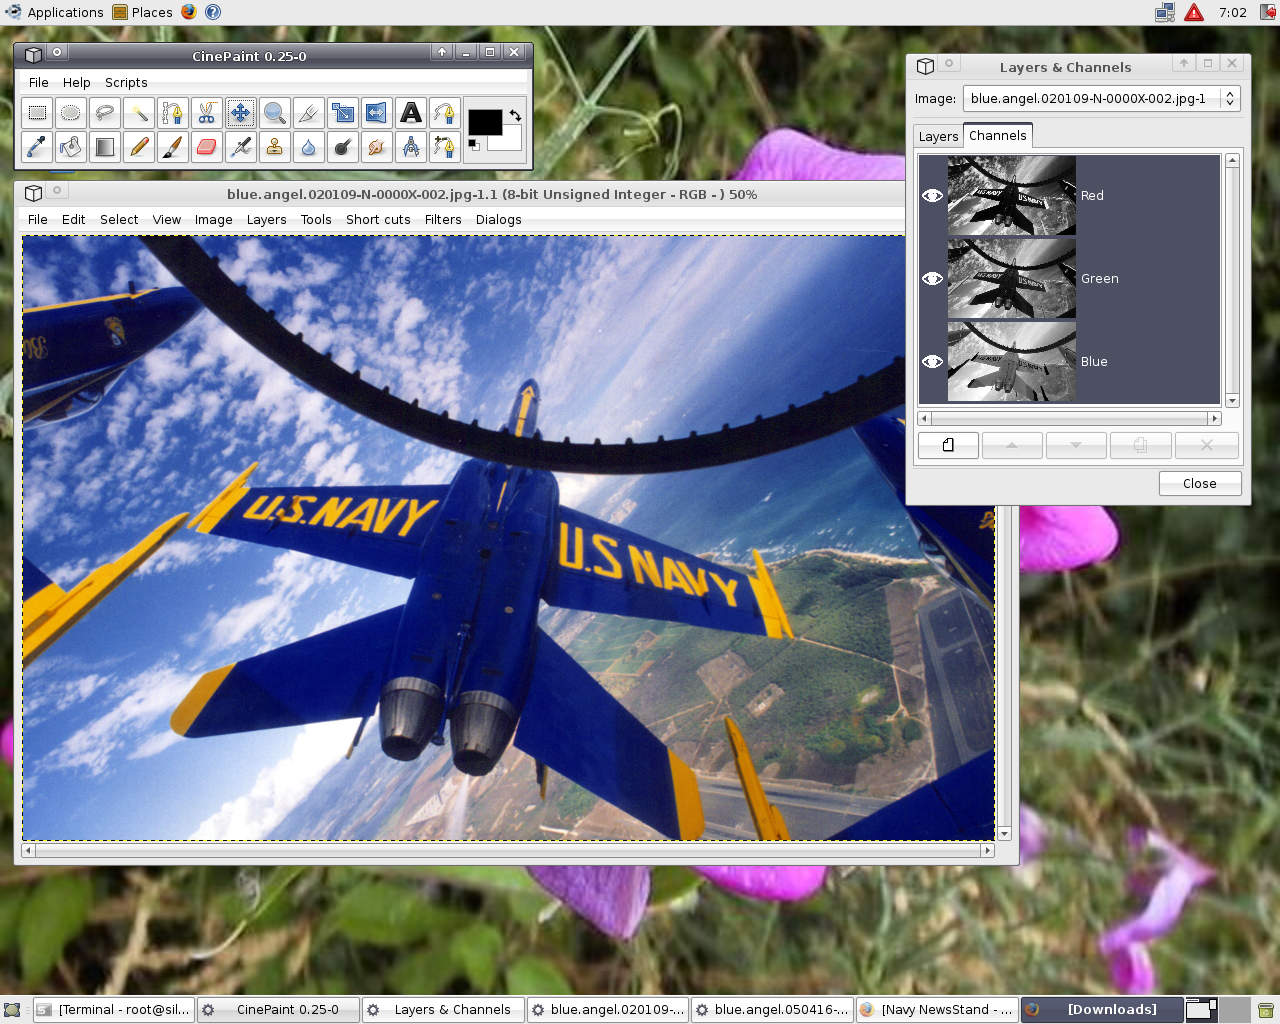 Applications Places 7:02
CinePaint 0.25-0
File Help Scripts
Layers & Channels
Image: blue.angel.020109-N-0000X-002.jpg-1
Layers Channels
Red
Green
Blue
Close
blue.angel.020109-N-0000X-002.jpg-1.1 (8-bit Unsigned Integer - RGB - ) 50%
File Edit Select View Image Layers Tools Short cuts Filters Dialogs
U.S.NAVY
U.S NAVY
[Terminal - root@sil... CinePaint 0.25-0 Layers & Channels blue.angel.020109-... blue.angel.050416-... [Navy NewsStand - ... [Downloads]